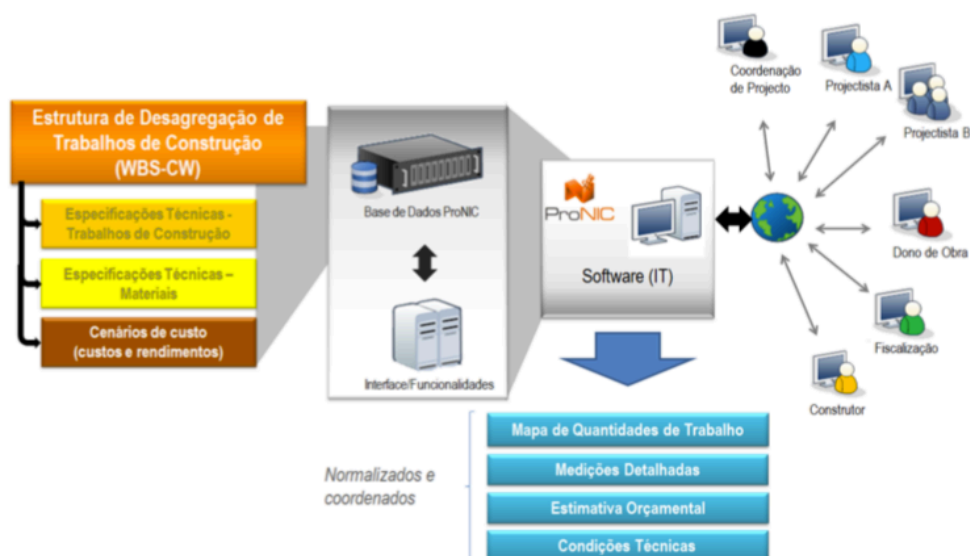 Estrutura de Desagregação de
Trabalhos de Construção
(WBS-CW)
Especificações Técnicas -
Trabalhos de Construção
Especificações Técnicas –
Materiais
Cenários de custo
(custos e rendimentos)
Base de Dados ProNIC
Interface/Funcionalidades
ProNIC
Software (IT)
Coordenação
de Projecto
Projectista A
Projectista B
Dono de Obra
Fiscalização
Construtor
Normalizados e
coordenados
Mapa de Quantidades de Trabalho
Medições Detalhadas
Estimativa Orçamental
Condições Técnicas